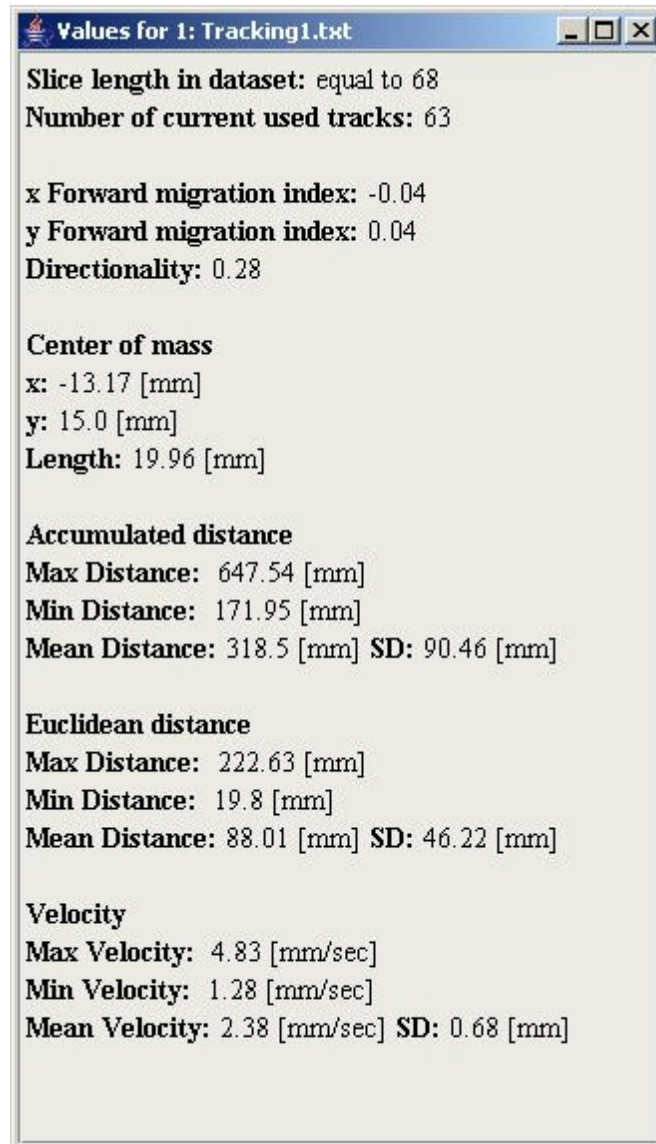 Values for 1: Tracking1.txt
Slice length in dataset: equal to 68
Number of current used tracks: 63
x Forward migration index: -0.04
y Forward migration index: 0.04
Directionality: 0.28
Center of mass
x: -13.17 [mm]
y: 15.0 [mm]
Length: 19.96 [mm]
Accumulated distance
Max Distance: 647.54 [mm]
Min Distance: 171.95 [mm]
Mean Distance: 318.5 [mm] SD: 90.46 [mm]
Euclidean distance
Max Distance: 222.63 [mm]
Min Distance: 19.8 [mm]
Mean Distance: 88.01 [mm] SD: 46.22 [mm]
Velocity
Max Velocity: 4.83 [mm/sec]
Min Velocity: 1.28 [mm/sec]
Mean Velocity: 2.38 [mm/sec] SD: 0.68 [mm]